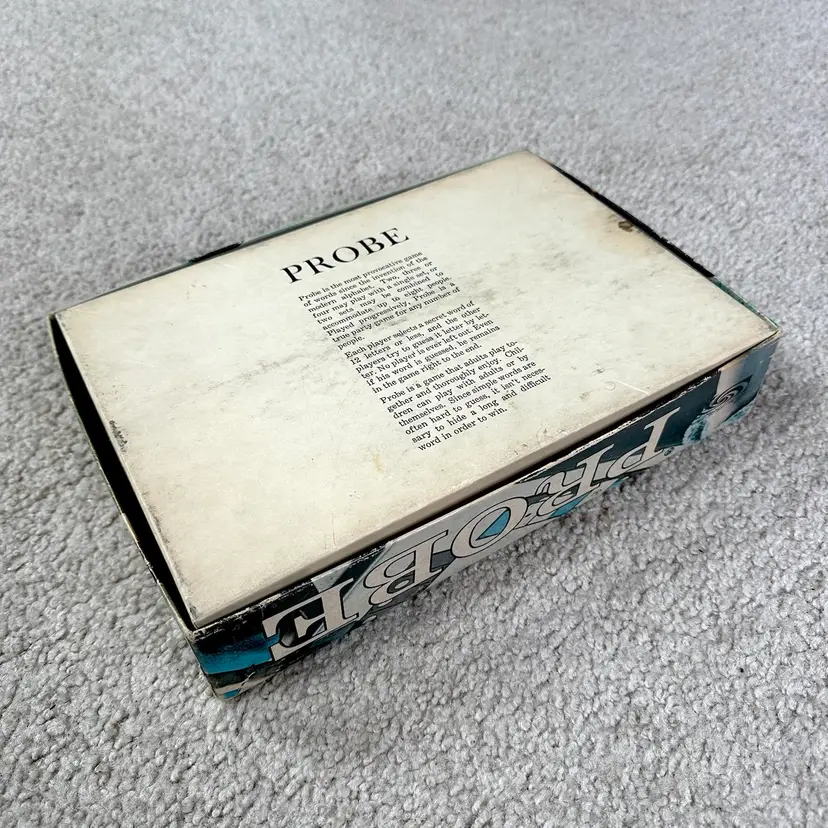 PROBE
Probe is the most provocative game
of words since the invention of the
modern alphabet. Two, three or
four may play with a single set, or
two sets may be combined to
accommodate up to eight people.
Played progressively, Probe is a
true party game for any number of
people.
Each player selects a secret word of
12 letters or less, and the other
players try to guess it letter by let-
ter. No player is ever left out. Even
if his word is guessed, he remains
in the game right to the end.
Probe is a game that adults play to-
gether and thoroughly enjoy. Chil-
dren can play with adults or by
themselves. Since simple words are
often hard to guess, it isn't neces-
sary to hide a long and difficult
word in order to win.
PROBE